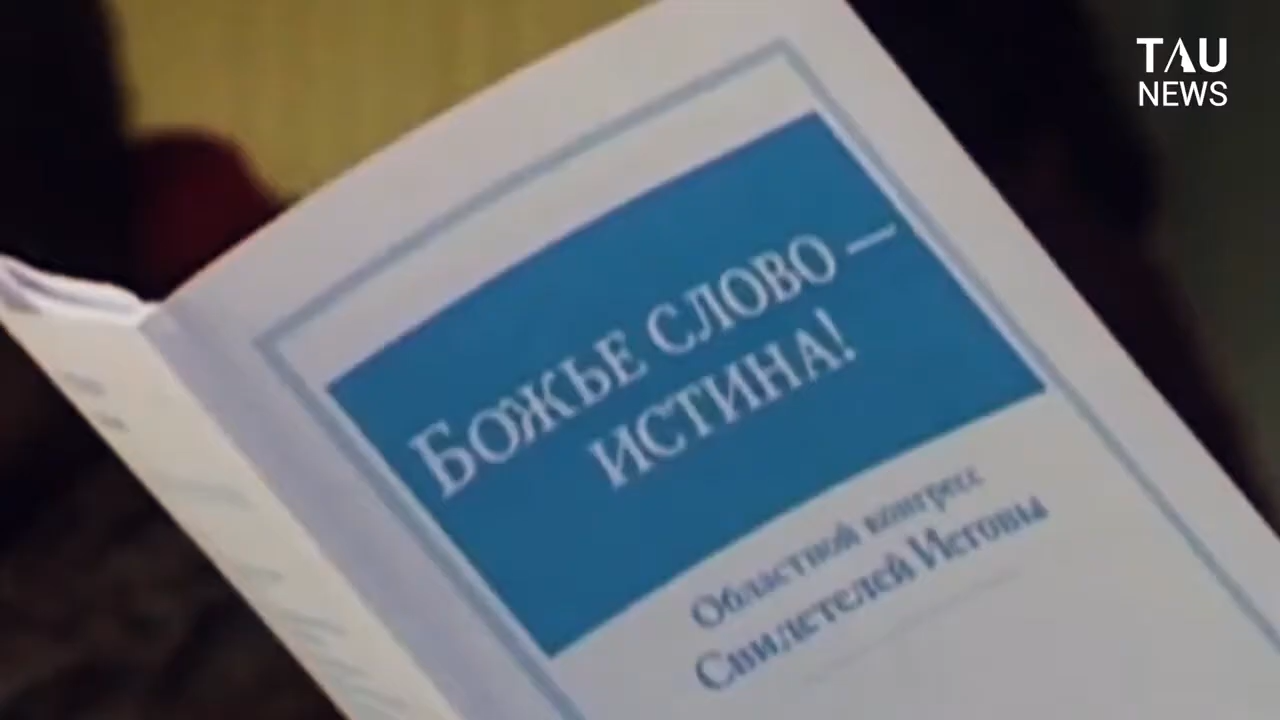 TAU
NEWS
БОЖЬЕ СЛОВО —
ИСТИНА!
Областной конгресс
Свидетелей Иеговы